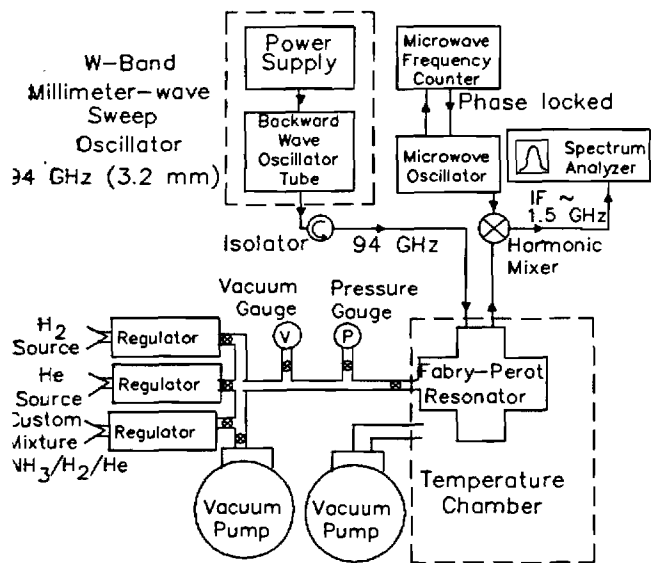 W-Band
Millimeter-wave
Sweep
Oscillator
94 GHz (3.2 mm)
Power
Supply
Backward
Wave
Oscillator
Tube
Microwave
Frequency
Counter
Phase locked
Microwave
Oscillator
Spectrum
Analyzer
IF ~
1.5 GHz
Harmonic
Mixer
Isolator
94 GHz
Vacuum
Gauge
V
Pressure
Gauge
P
H2
Source
Regulator
He
Source
Regulator
Custom
Mixture
NH3/H2/He
Regulator
Fabry-Perot
Resonator
Temperature
Chamber
Vacuum
Pump
Vacuum
Pump